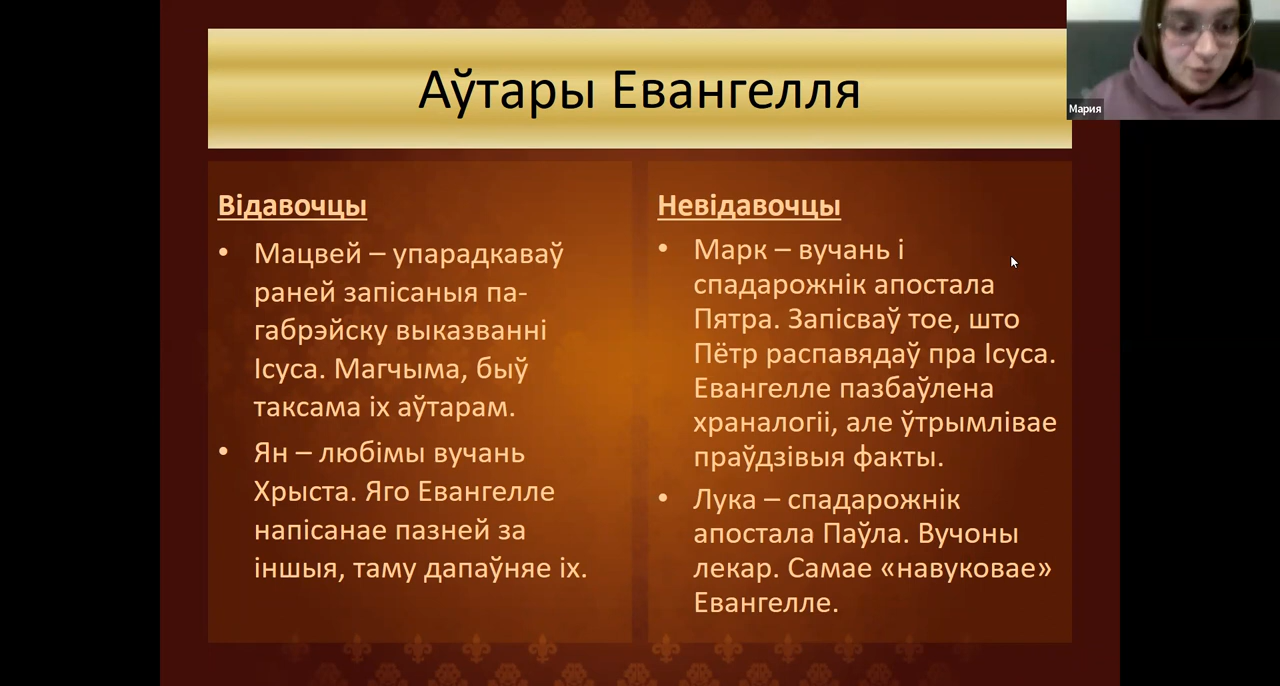 Аўтары Евангелля
Мария
Відавочцы
• Мацвей – упарадкаваў
раней запісаныя па-
габрэйску выказванні
Ісуса. Магчыма, быў
таксама іх аўтарам.
• Ян – любімы вучань
Хрыста. Яго Евангелле
напісанае пазней за
іншыя, таму дапаўняе іх.
Невідавочцы
• Марк – вучань і
спадарожнік апостала
Пятра. Запісваў тое, што
Пётр распавядаў пра Ісуса.
Евангелле пазбаўлена
храналогіі, але ўтрымлівае
праўдзівыя факты.
• Лука – спадарожнік
апостала Паўла. Вучоны
лекар. Самае «навуковае»
Евангелле.